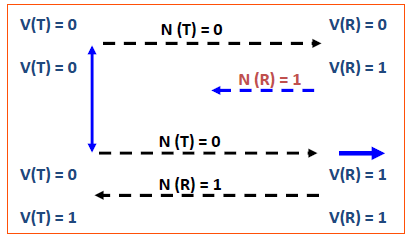 V(T) = 0 N (T) = 0 V(R) = 0
V(T) = 0 V(R) = 1
N (R) = 1
N (T) = 0
V(T) = 0 N (R) = 1 V(R) = 1
V(T) = 1 V(R) = 1